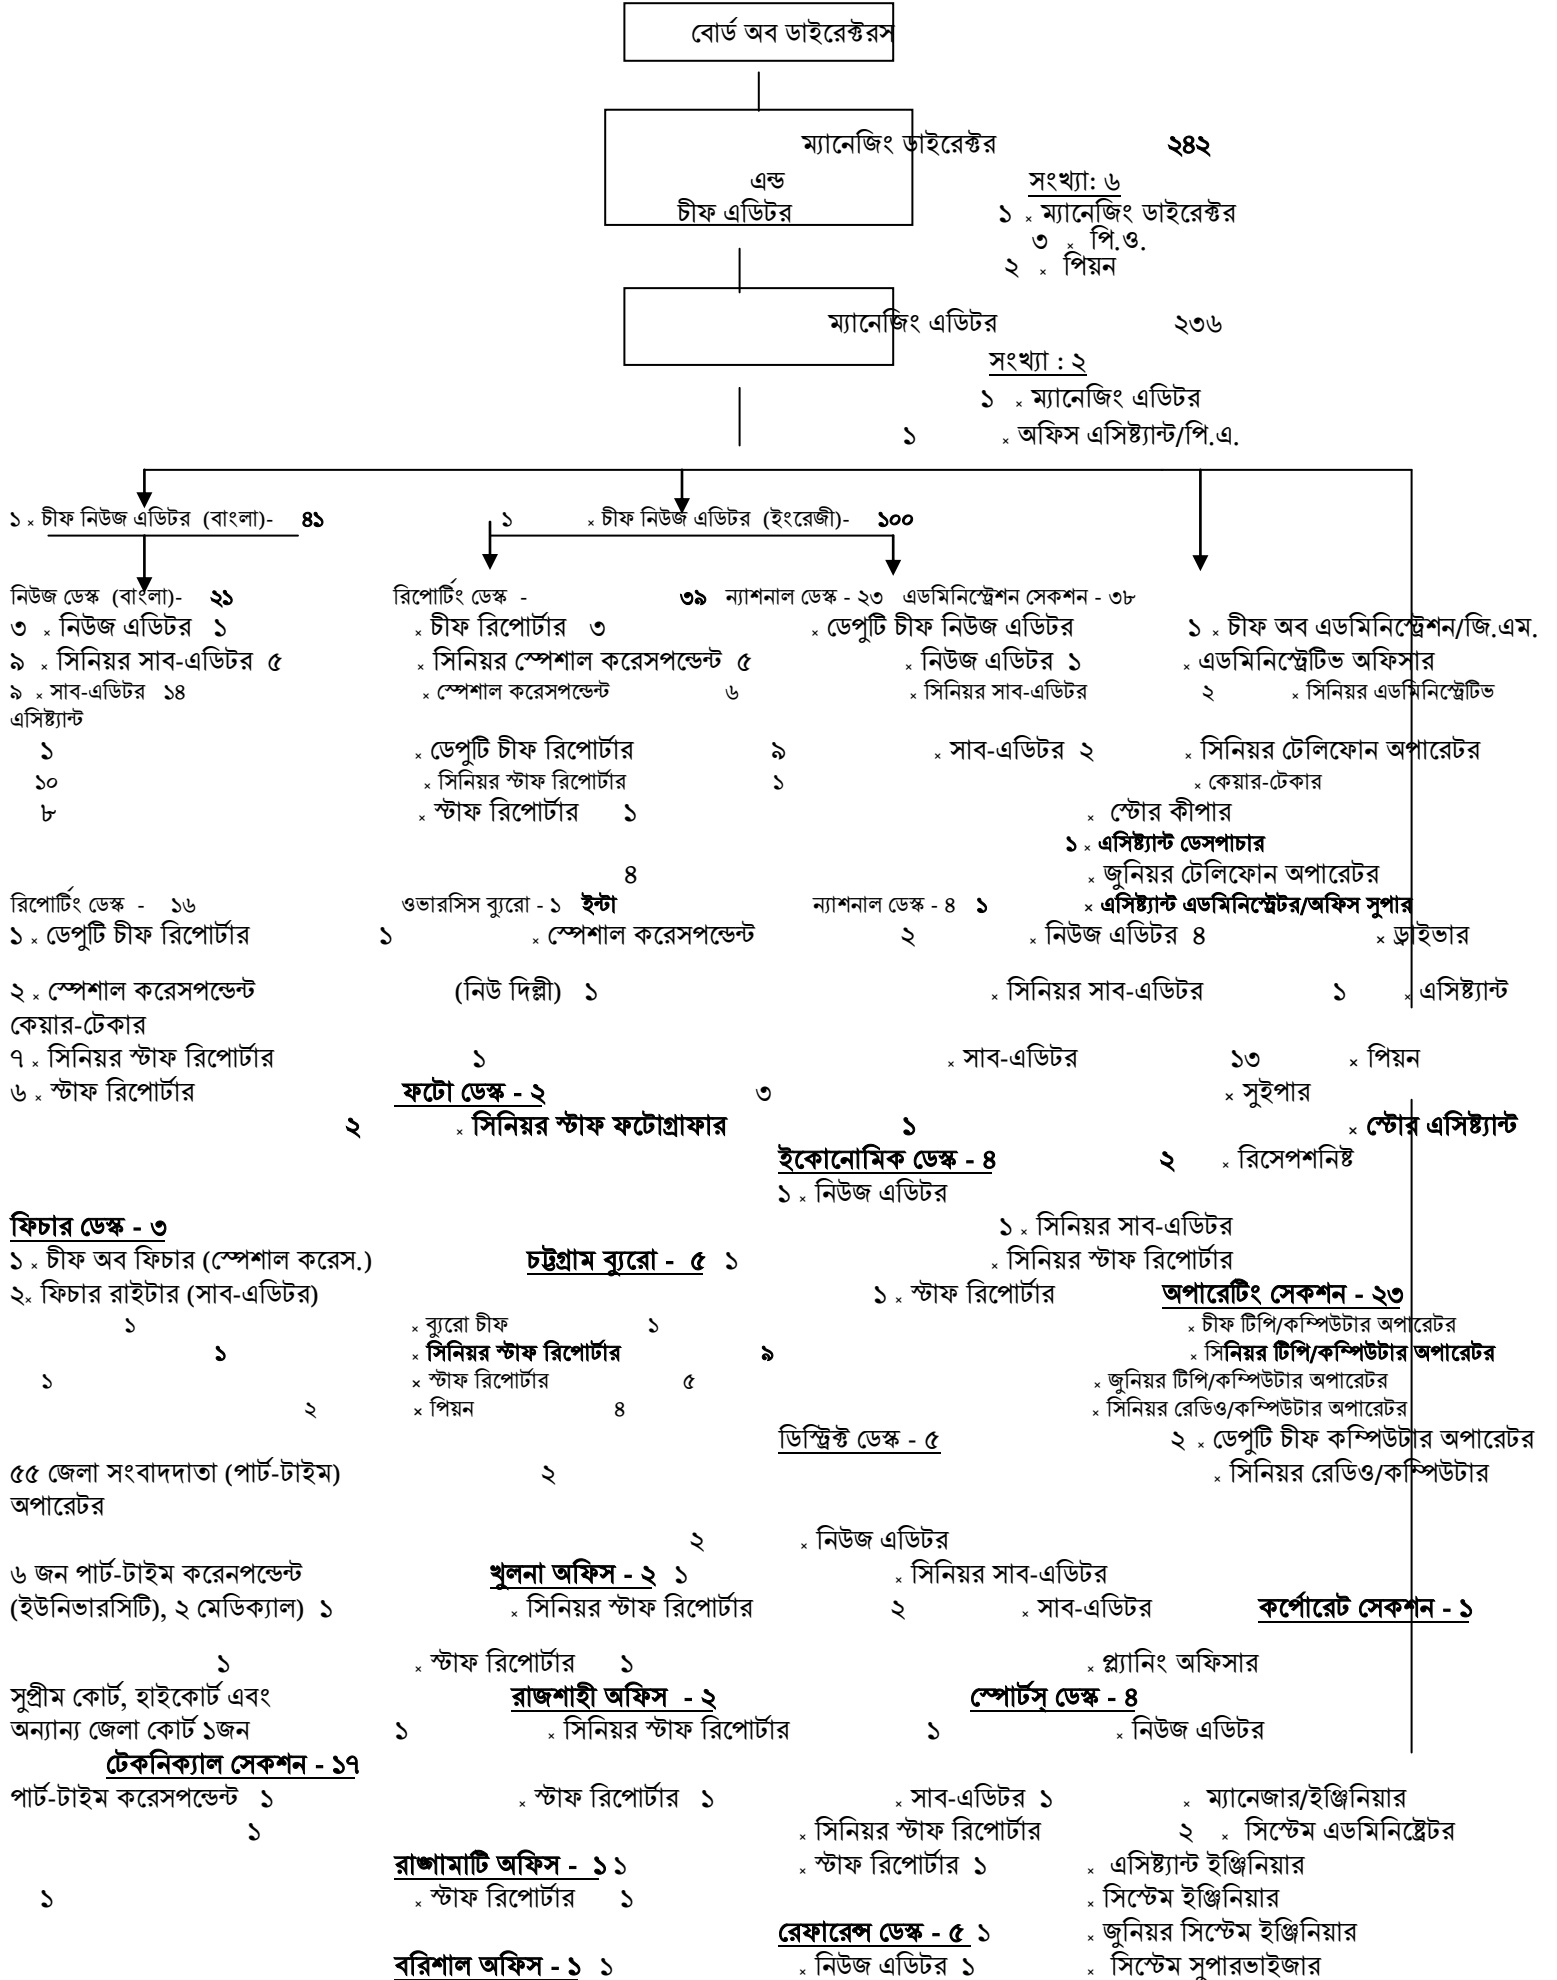 বোর্ড অব ডাইরেক্টরস
ম্যানেজিং ডাইরেক্টর ২৪২
এন্ড সংখ্যা: ৬
চীফ এডিটর ১ × ম্যানেজিং ডাইরেক্টর
৩ × পি.ও.
২ × পিয়ন
ম্যানেজিং এডিটর ২৩৬
সংখ্যা : ২
১ × ম্যানেজিং এডিটর
১ × অফিস এসিষ্ট্যান্ট/পি.এ.
১ × চীফ নিউজ এডিটর (বাংলা)- ৪১ ১ × চীফ নিউজ এডিটর (ইংরেজী)- ১০০
নিউজ ডেস্ক (বাংলা)- ২১ রিপোর্টিং ডেস্ক - ৩৯ ন্যাশনাল ডেস্ক - ২৩ এডমিনিস্ট্রেশন সেকশন - ৩৮
৩ × নিউজ এডিটর ১ × চীফ রিপোর্টার ৩ × ডেপুটি চীফ নিউজ এডিটর ১ × চীফ অব এডমিনিস্ট্রেশন/জি.এম.
৯ × সিনিয়র সাব-এডিটর ৫ × সিনিয়র স্পেশাল করেসপন্ডেন্ট ৫ × নিউজ এডিটর ১ × এডমিনিস্ট্রেটিভ অফিসার
৯ × সাব-এডিটর ১৪ × স্পেশাল করেসপন্ডেন্ট ৬ × সিনিয়র সাব-এডিটর ২ × সিনিয়র এডমিনিস্ট্রেটিভ
এসিষ্ট্যান্ট
১ × ডেপুটি চীফ রিপোর্টার ৯ × সাব-এডিটর ২ × সিনিয়র টেলিফোন অপারেটর
১০ × সিনিয়র স্টাফ রিপোর্টার ১ × কেয়ার-টেকার
৮ × স্টাফ রিপোর্টার ১ × স্টোর কীপার
১ × এসিষ্ট্যান্ট ডেসপাচার
৪ × জুনিয়র টেলিফোন অপারেটর
রিপোর্টিং ডেস্ক - ১৬ ওভারসিস ব্যুরো - ১ ইন্টা ন্যাশনাল ডেস্ক - ৪ ১ × এসিষ্ট্যান্ট এডমিনিস্ট্রেটর/অফিস সুপার
১ × ডেপুটি চীফ রিপোর্টার ১ × স্পেশাল করেসপন্ডেন্ট ২ × নিউজ এডিটর ৪ × ড্রাইভার
২ × স্পেশাল করেসপন্ডেন্ট (নিউ দিল্লী) ১ × সিনিয়র সাব-এডিটর ১ × এসিষ্ট্যান্ট
কেয়ার-টেকার
৭ × সিনিয়র স্টাফ রিপোর্টার ১ × সাব-এডিটর ১৩ × পিয়ন
৬ × স্টাফ রিপোর্টার ফটো ডেস্ক - ২ ৩ × সুইপার
২ × সিনিয়র স্টাফ ফটোগ্রাফার ১ × স্টোর এসিষ্ট্যান্ট
ইকোনোমিক ডেস্ক - ৪ ২ × রিসেপশনিষ্ট
১ × নিউজ এডিটর
ফিচার ডেস্ক - ৩ ১ × সিনিয়র সাব-এডিটর
১ × চীফ অব ফিচার (স্পেশাল করেস.) চট্টগ্রাম ব্যুরো - ৫ ১ × সিনিয়র স্টাফ রিপোর্টার
২× ফিচার রাইটার (সাব-এডিটর) ১ × স্টাফ রিপোর্টার অপারেটিং সেকশন - ২৩
১ × ব্যুরো চীফ ১ × চীফ টিপি/কম্পিউটার অপারেটর
১ × সিনিয়র স্টাফ রিপোর্টার ৯ × সিনিয়র টিপি/কম্পিউটার অপারেটর
১ × স্টাফ রিপোর্টার ৫ × জুনিয়র টিপি/কম্পিউটার অপারেটর
২ × পিয়ন ৪ × সিনিয়র রেডিও/কম্পিউটার অপারেটর
ডিস্ট্রিক্ট ডেস্ক - ৫ ২ × ডেপুটি চীফ কম্পিউটার অপারেটর
৫৫ জেলা সংবাদদাতা (পার্ট-টাইম) ২ × সিনিয়র রেডিও/কম্পিউটার
অপারেটর
২ × নিউজ এডিটর
৬ জন পার্ট-টাইম করেনপন্ডেন্ট খুলনা অফিস - ২ ১ × সিনিয়র সাব-এডিটর
(ইউনিভারসিটি), ২ মেডিক্যাল) ১ × সিনিয়র স্টাফ রিপোর্টার ২ × সাব-এডিটর কর্পোরেট সেকশন - ১
১ × স্টাফ রিপোর্টার ১ × প্ল্যানিং অফিসার
সুপ্রীম কোর্ট, হাইকোর্ট এবং রাজশাহী অফিস - ২ স্পোর্টস্ ডেস্ক - ৪
অন্যান্য জেলা কোর্ট ১জন ১ × সিনিয়র স্টাফ রিপোর্টার ১ × নিউজ এডিটর
টেকনিক্যাল সেকশন - ১৭
পার্ট-টাইম করেসপন্ডেন্ট ১ × স্টাফ রিপোর্টার ১ × সাব-এডিটর ১ × ম্যানেজার/ইঞ্জিনিয়ার
১ × সিনিয়র স্টাফ রিপোর্টার ২ × সিস্টেম এডমিনিষ্ট্রেটর
রাঙ্গামাটি অফিস - ১ ১ × স্টাফ রিপোর্টার ১ × এসিষ্ট্যান্ট ইঞ্জিনিয়ার
১ × স্টাফ রিপোর্টার ১ × সিস্টেম ইঞ্জিনিয়ার
রেফারেন্স ডেস্ক - ৫ ১ × জুনিয়র সিস্টেম ইঞ্জিনিয়ার
বরিশাল অফিস - ১ ১ × নিউজ এডিটর ১ × সিস্টেম সুপারভাইজার